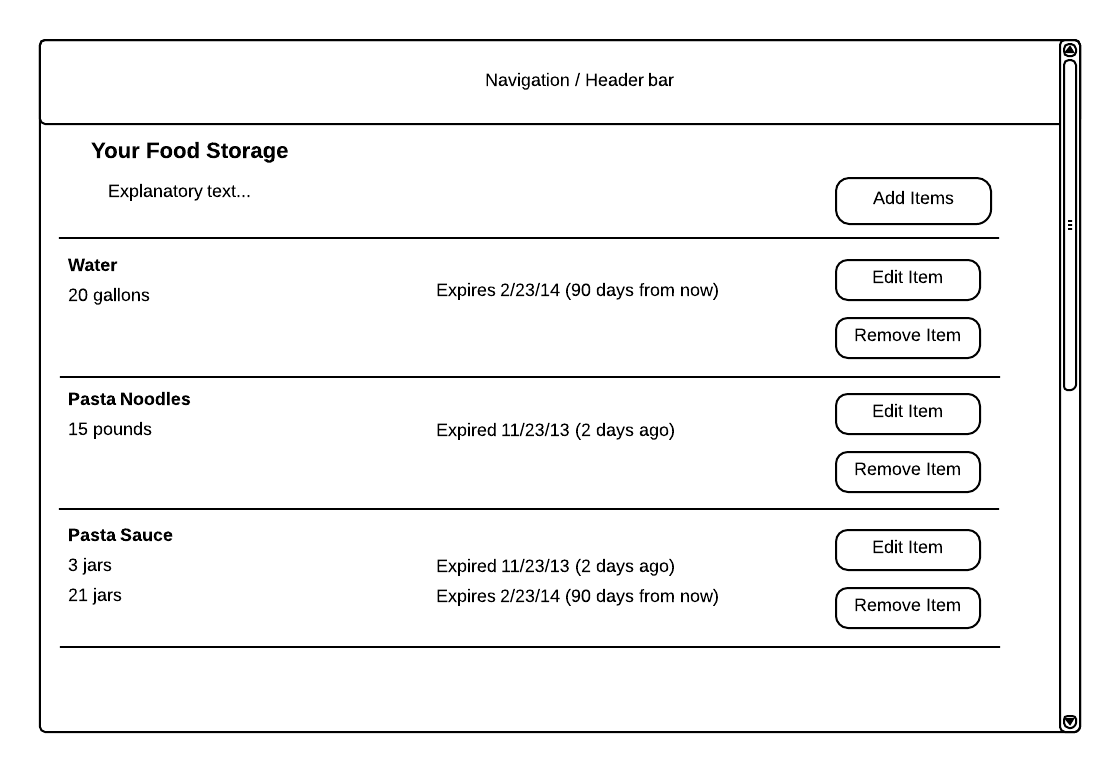 Navigation / Header bar
Your Food Storage
Explanatory text...
Add Items
Water
20 gallons
Expires 2/23/14 (90 days from now)
Edit Item
Remove Item
Pasta Noodles
15 pounds
Expired 11/23/13 (2 days ago)
Edit Item
Remove Item
Pasta Sauce
3 jars
Expired 11/23/13 (2 days ago)
21 jars
Expires 2/23/14 (90 days from now)
Edit Item
Remove Item